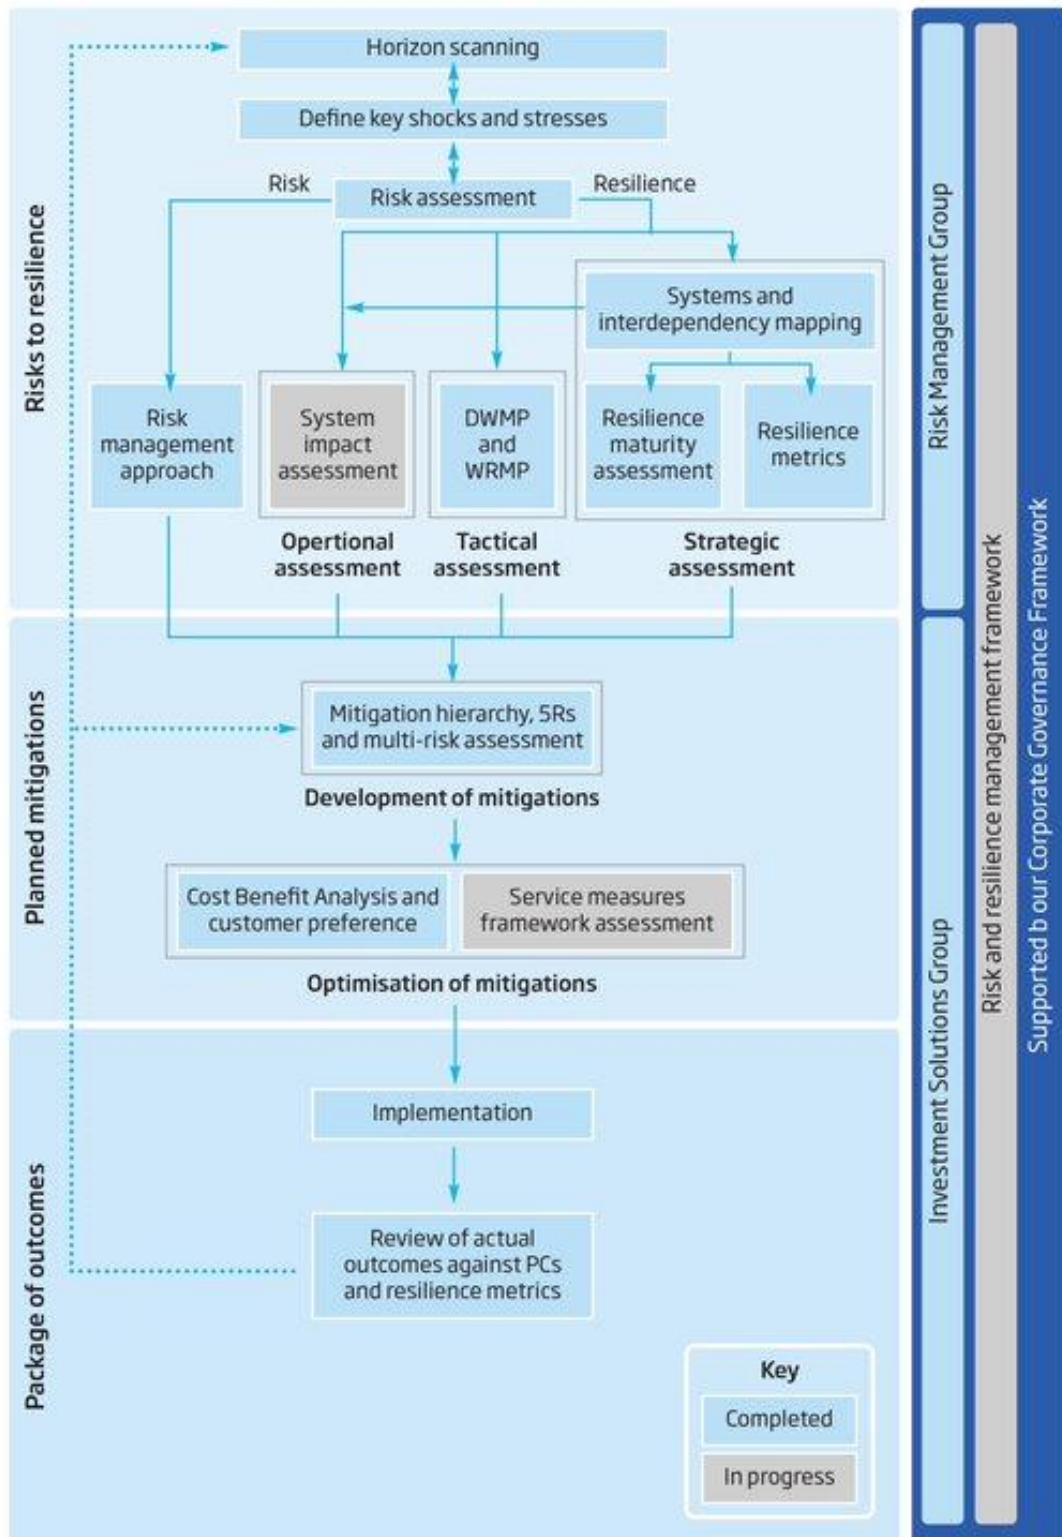 Horizon scanning
Define key shocks and stresses
Risk
Resilience
Risk assessment
Systems and
interdependency mapping
Risk
management
approach
System
impact
assessment
DWMP
and
WRMP
Resilience
maturity
assessment
Resilience
metrics
Opertional
assessment
Tactical
assessment
Strategic
assessment
Risks to resilience
Mitigation hierarchy, 5Rs
and multi-risk assessment
Development of mitigations
Cost Benefit Analysis and
customer preference
Service measures
framework assessment
Optimisation of mitigations
Planned mitigations
Implementation
Review of actual
outcomes against PCs
and resilience metrics
Package of outcomes
Key
Completed
In progress
Risk Management Group
Investment Solutions Group
Risk and resilience management framework
Supported b our Corporate Governance Framework